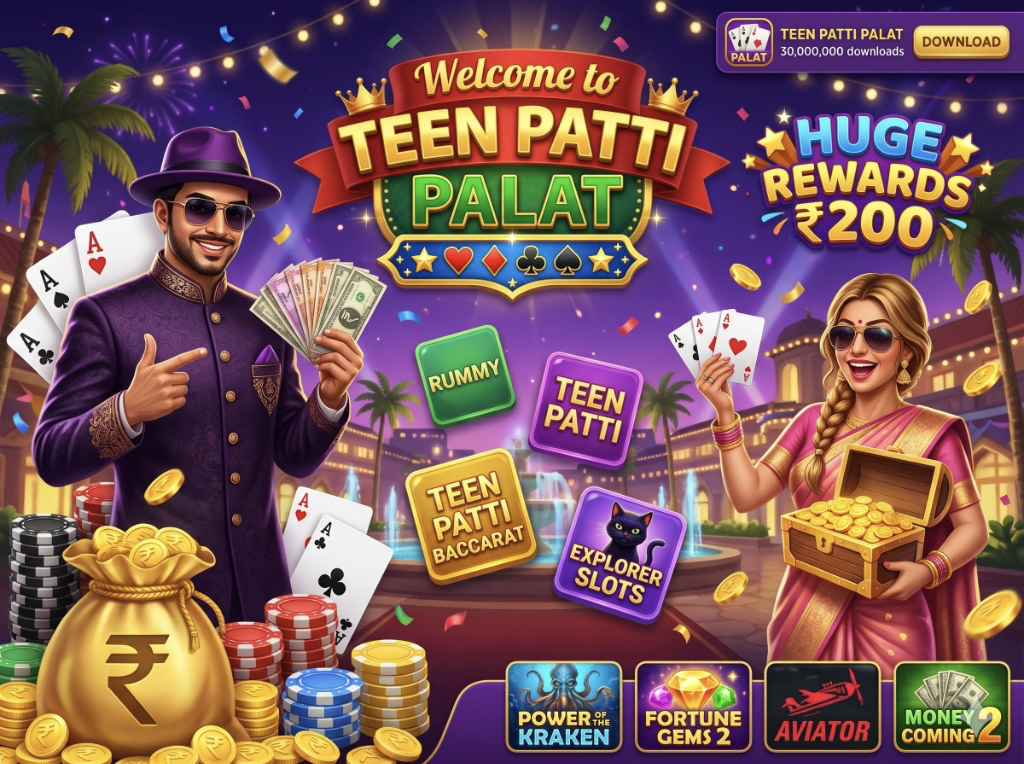 TEEN PATTI PALAT
30,000,000 downloads
DOWNLOAD
PALAT
Welcome to
TEEN PATTI
PALAT
HUGE
REWARDS
₹200
A
A
A
A
A
A
RUMMY
TEEN
PATTI
TEEN
PATTI
BACCARAT
EXPLORER
SLOTS
A
A
₹
POWER OF THE
KRAKEN
FORTUNE
GEMS 2
AVIATOR
MONEY
COMING 2